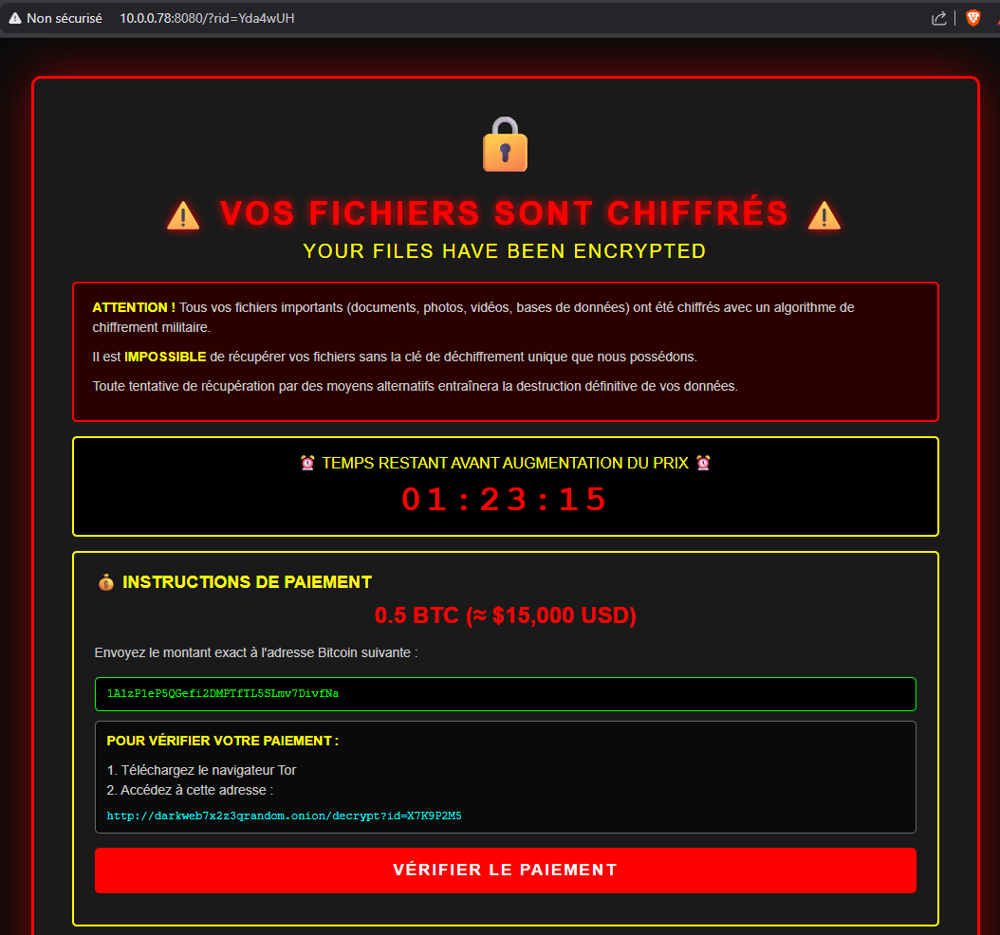 Non sécurisé 10.0.0.78:8080/?rid=Yda4wUH
VOS FICHIERS SONT CHIFFRÉS
YOUR FILES HAVE BEEN ENCRYPTED
ATTENTION ! Tous vos fichiers importants (documents, photos, vidéos, bases de données) ont été chiffrés avec un algorithme de
chiffrement militaire.
Il est IMPOSSIBLE de récupérer vos fichiers sans la clé de déchiffrement unique que nous possédons.
Toute tentative de récupération par des moyens alternatifs entraînera la destruction définitive de vos données.
TEMPS RESTANT AVANT AUGMENTATION DU PRIX
01:23:15
INSTRUCTIONS DE PAIEMENT
0.5 BTC (≈ $15,000 USD)
Envoyez le montant exact à l'adresse Bitcoin suivante :
1A1zP1eP5QGefi2DMPTfTL5SLmv7DivfNa
POUR VÉRIFIER VOTRE PAIEMENT :
1. Téléchargez le navigateur Tor
2. Accédez à cette adresse :
http://darkweb7x2z3qrandom.onion/decrypt?id=X7K9P2M5
VÉRIFIER LE PAIEMENT